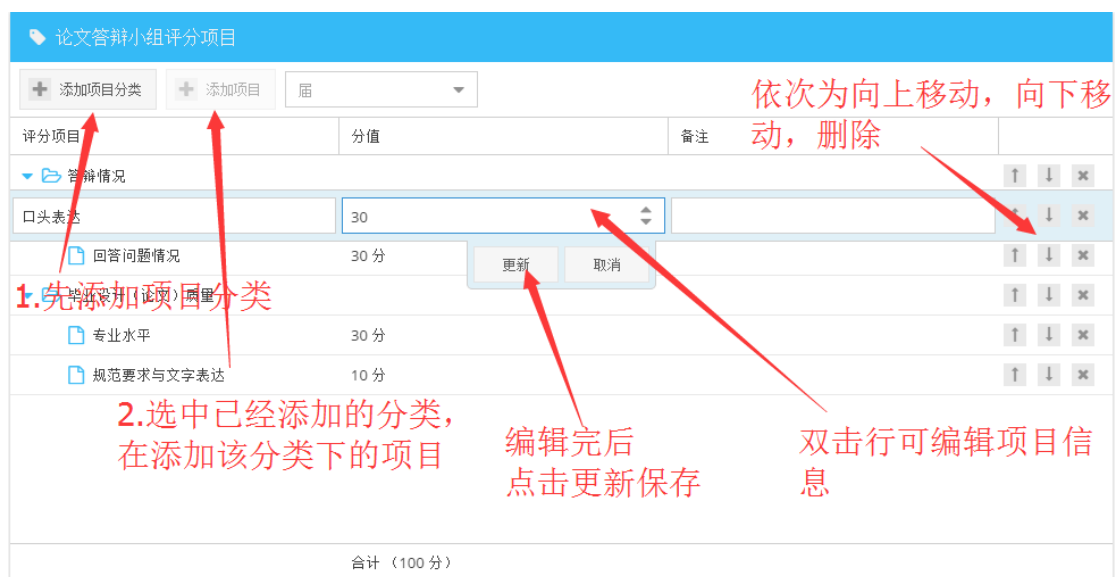 论文答辩小组评分项目
添加项目分类 添加项目 届
依次为向上移动，向下移
动，删除
评分项目 分值 备注
答辩情况
口头表达 30
回答问题情况 30 分
更新 取消
毕业设计（论文）质量
1.先添加项目分类
专业水平 30 分
规范要求与文字表达 10 分
2.选中已经添加的分类，
在添加该分类下的项目
编辑完后
点击更新保存
双击行可编辑项目信
息
合计 （100 分）